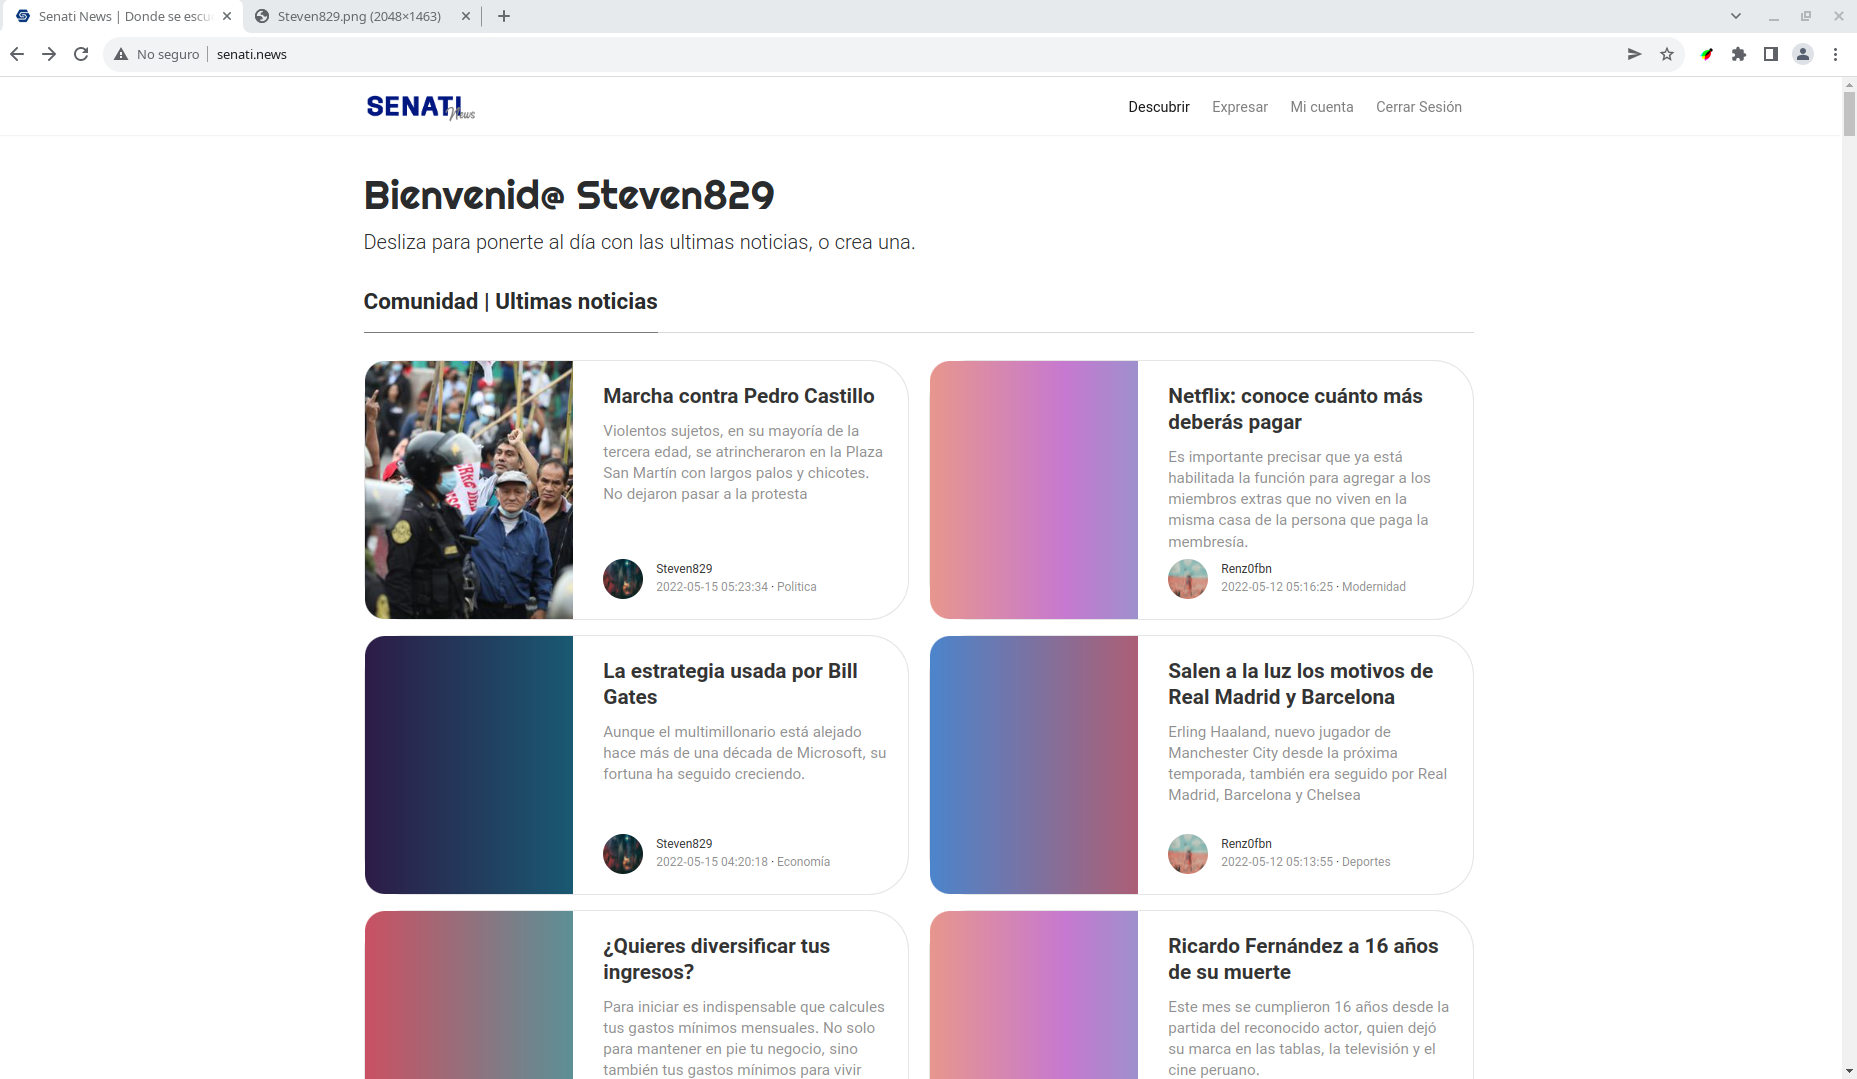 Senati News | Donde se escu
Steven829.png (2048×1463)
No seguro
senati.news
SENATI News
Descubrir
Expresar
Mi cuenta
Cerrar Sesión
Bienvenid@ Steven829
Desliza para ponerte al día con las ultimas noticias, o crea una.
Comunidad | Ultimas noticias
Marcha contra Pedro Castillo
Violentos sujetos, en su mayoría de la
tercera edad, se atrincheraron en la Plaza
San Martín con largos palos y chicotes.
No dejaron pasar a la protesta
Steven829
2022-05-15 05:23:34 · Politica
Netflix: conoce cuánto más
deberás pagar
Es importante precisar que ya está
habilitada la función para agregar a los
miembros extras que no viven en la
misma casa de la persona que paga la
membresía.
Renz0fbn
2022-05-12 05:16:25 · Modernidad
La estrategia usada por Bill
Gates
Aunque el multimillonario está alejado
hace más de una década de Microsoft, su
fortuna ha seguido creciendo.
Steven829
2022-05-15 04:20:18 · Economía
Salen a la luz los motivos de
Real Madrid y Barcelona
Erling Haaland, nuevo jugador de
Manchester City desde la próxima
temporada, también era seguido por Real
Madrid, Barcelona y Chelsea
Renz0fbn
2022-05-12 05:13:55 · Deportes
¿Quieres diversificar tus
ingresos?
Para iniciar es indispensable que calcules
tus gastos mínimos mensuales. No solo
para mantener en pie tu negocio, sino
también tus gastos mínimos para vivir
Ricardo Fernández a 16 años
de su muerte
Este mes se cumplieron 16 años desde la
partida del reconocido actor, quien dejó
su marca en las tablas, la televisión y el
cine peruano.